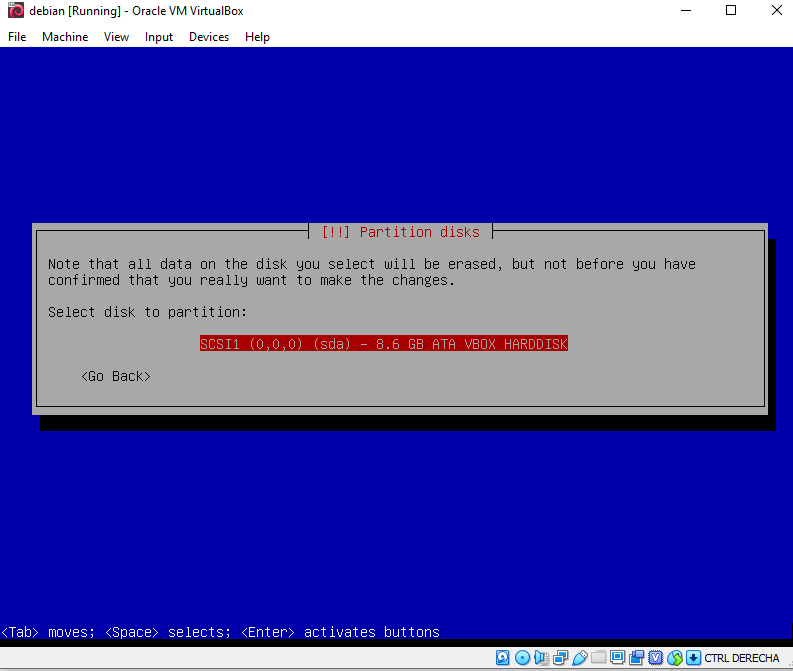 debian [Running] - Oracle VM VirtualBox
File Machine View Input Devices Help
[!!] Partition disks
Note that all data on the disk you select will be erased, but not before you have
confirmed that you really want to make the changes.
Select disk to partition:
SCSI1 (0,0,0) (sda) - 8.6 GB ATA VBOX HARDDISK
<Go Back>
<Tab> moves; <Space> selects; <Enter> activates buttons
CTRL DERECHA